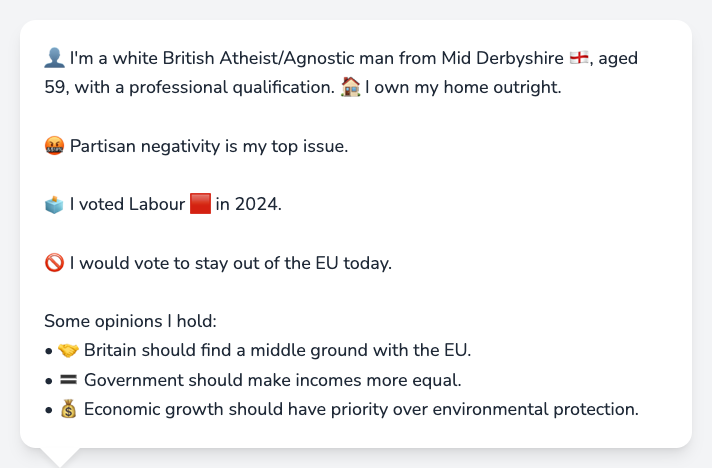 👤 I'm a white British Atheist/Agnostic man from Mid Derbyshire 🏴󠁧󠁢󠁥󠁮󠁧󠁿, aged
59, with a professional qualification. 🏠 I own my home outright.
🤬 Partisan negativity is my top issue.
🗳️ I voted Labour 🟥 in 2024.
🚫 I would vote to stay out of the EU today.
Some opinions I hold:
• 🤝 Britain should find a middle ground with the EU.
• 🟰 Government should make incomes more equal.
• 💰 Economic growth should have priority over environmental protection.